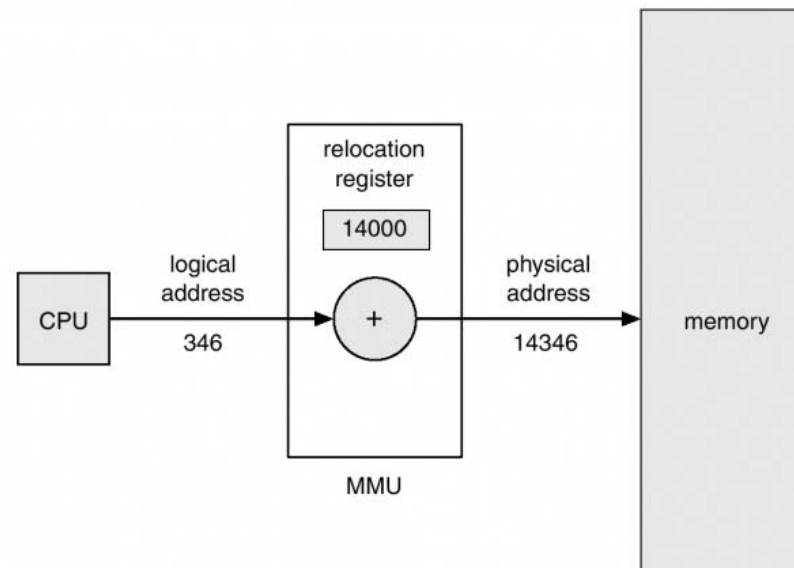 relocation
register
14000
logical
address
physical
address
CPU
+
memory
346
14346
MMU